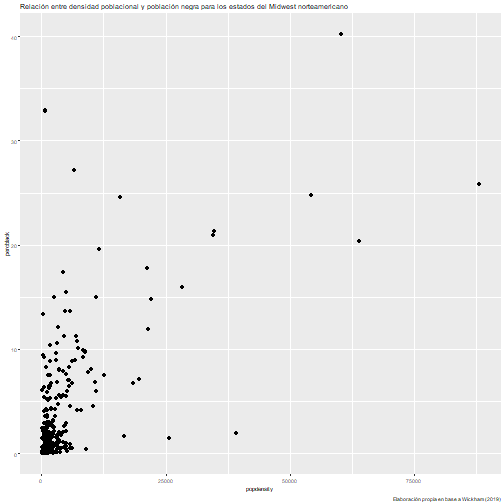 Relación entre densidad poblacional y población negra para los estados del Midwest norteamericano
40
30
20
10
0
percblack
0 25000 50000 75000
popdensity
Elaboración propia en base a Wickham (2019)